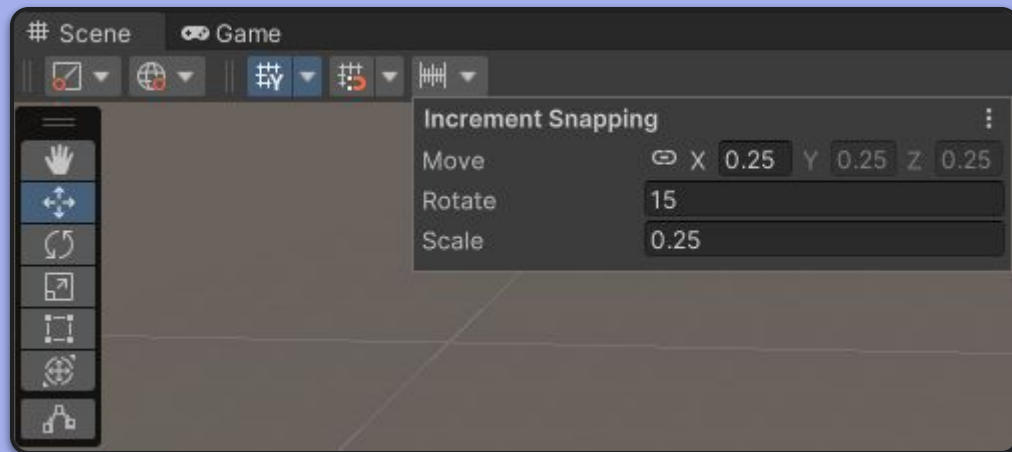 Scene Game
Increment Snapping
Move X 0.25 Y 0.25 Z 0.25
Rotate 15
Scale 0.25